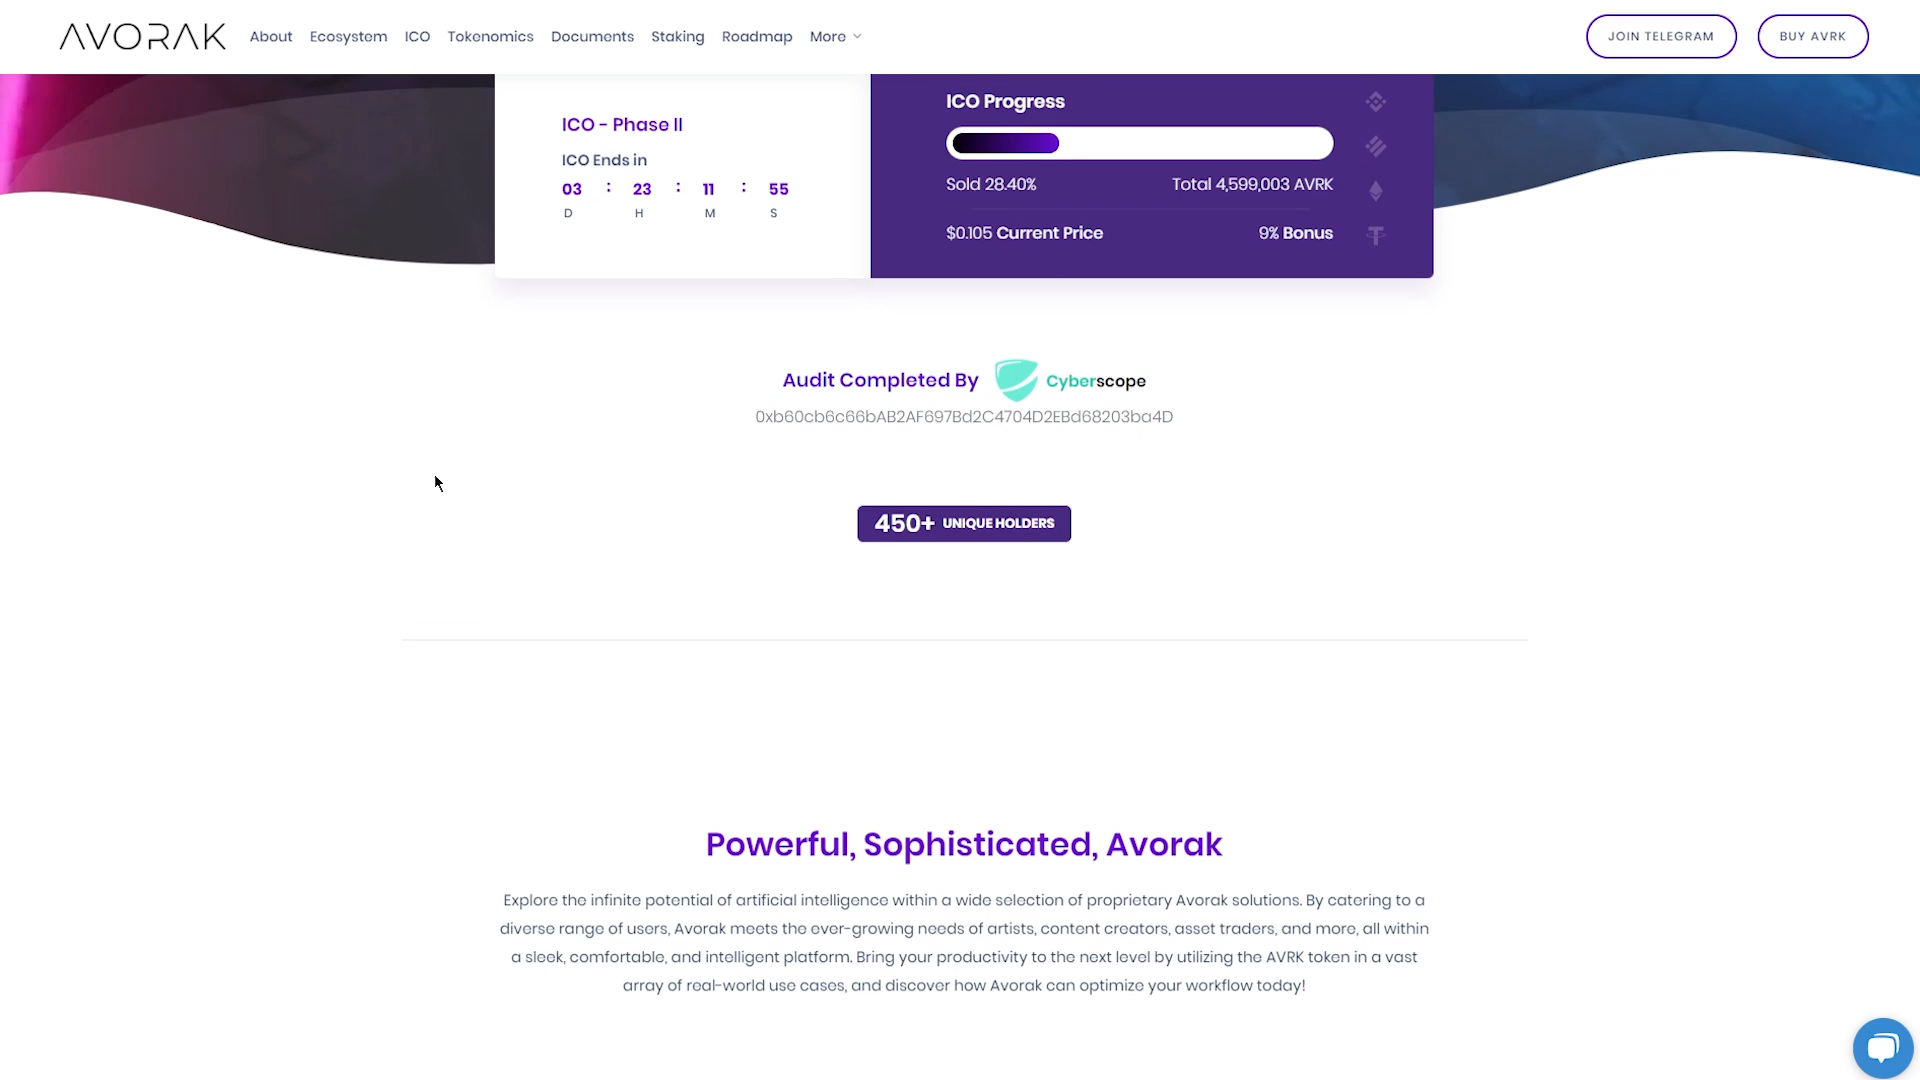 AVORAK About Ecosystem ICO Tokenomics Documents Staking Roadmap More JOIN TELEGRAM BUY AVRK
ICO - Phase II
ICO Ends in
03 : 23 : 11 : 55
D H M S
ICO Progress
Sold 28.40% Total 4,599,003 AVRK
$0.105 Current Price 9% Bonus
Audit Completed By Cyberscope
0xb60cb6c66bAB2AF697Bd2C4704D2EBd68203ba4D
450+ UNIQUE HOLDERS
Powerful, Sophisticated, Avorak
Explore the infinite potential of artificial intelligence within a wide selection of proprietary Avorak solutions. By catering to a
diverse range of users, Avorak meets the ever-growing needs of artists, content creators, asset traders, and more, all within
a sleek, comfortable, and intelligent platform. Bring your productivity to the next level by utilizing the AVRK token in a vast
array of real-world use cases, and discover how Avorak can optimize your workflow today!